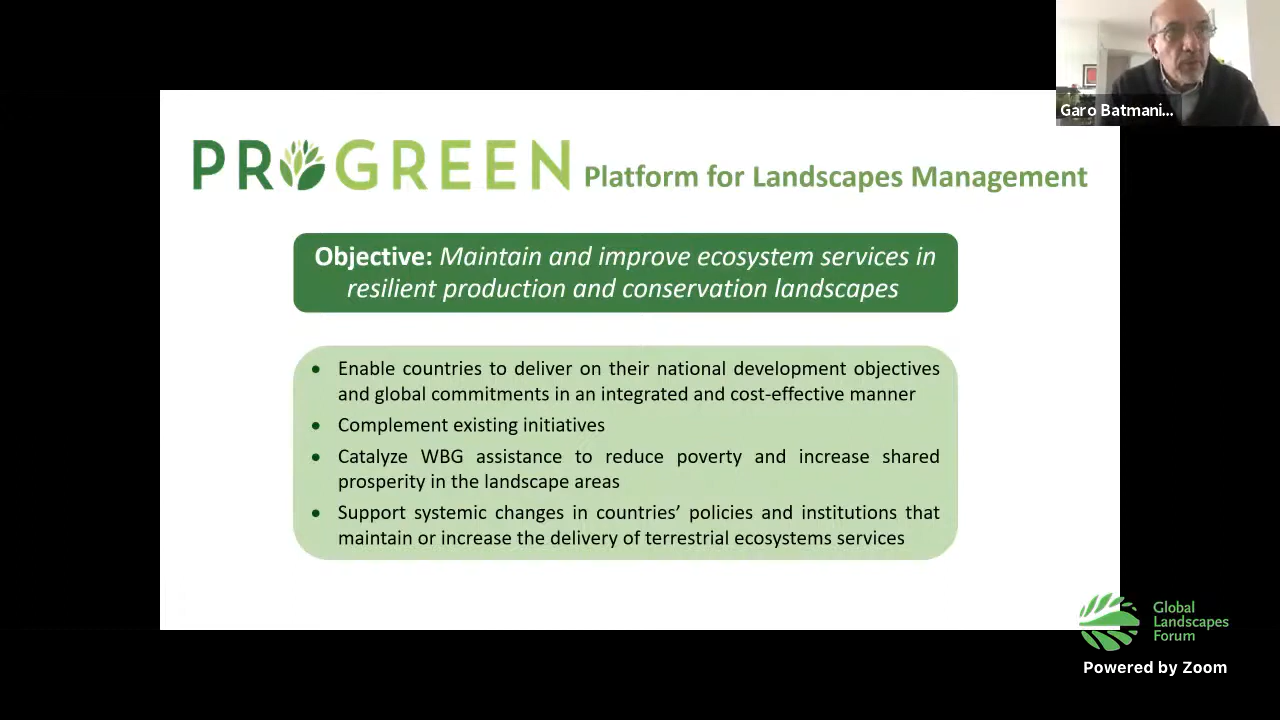 Garo Batmani...
PROGREEN Platform for Landscapes Management
Objective: Maintain and improve ecosystem services in
resilient production and conservation landscapes
• Enable countries to deliver on their national development objectives
and global commitments in an integrated and cost-effective manner
• Complement existing initiatives
• Catalyze WBG assistance to reduce poverty and increase shared
prosperity in the landscape areas
• Support systemic changes in countries’ policies and institutions that
maintain or increase the delivery of terrestrial ecosystems services
Global
Landscapes
Forum
Powered by Zoom